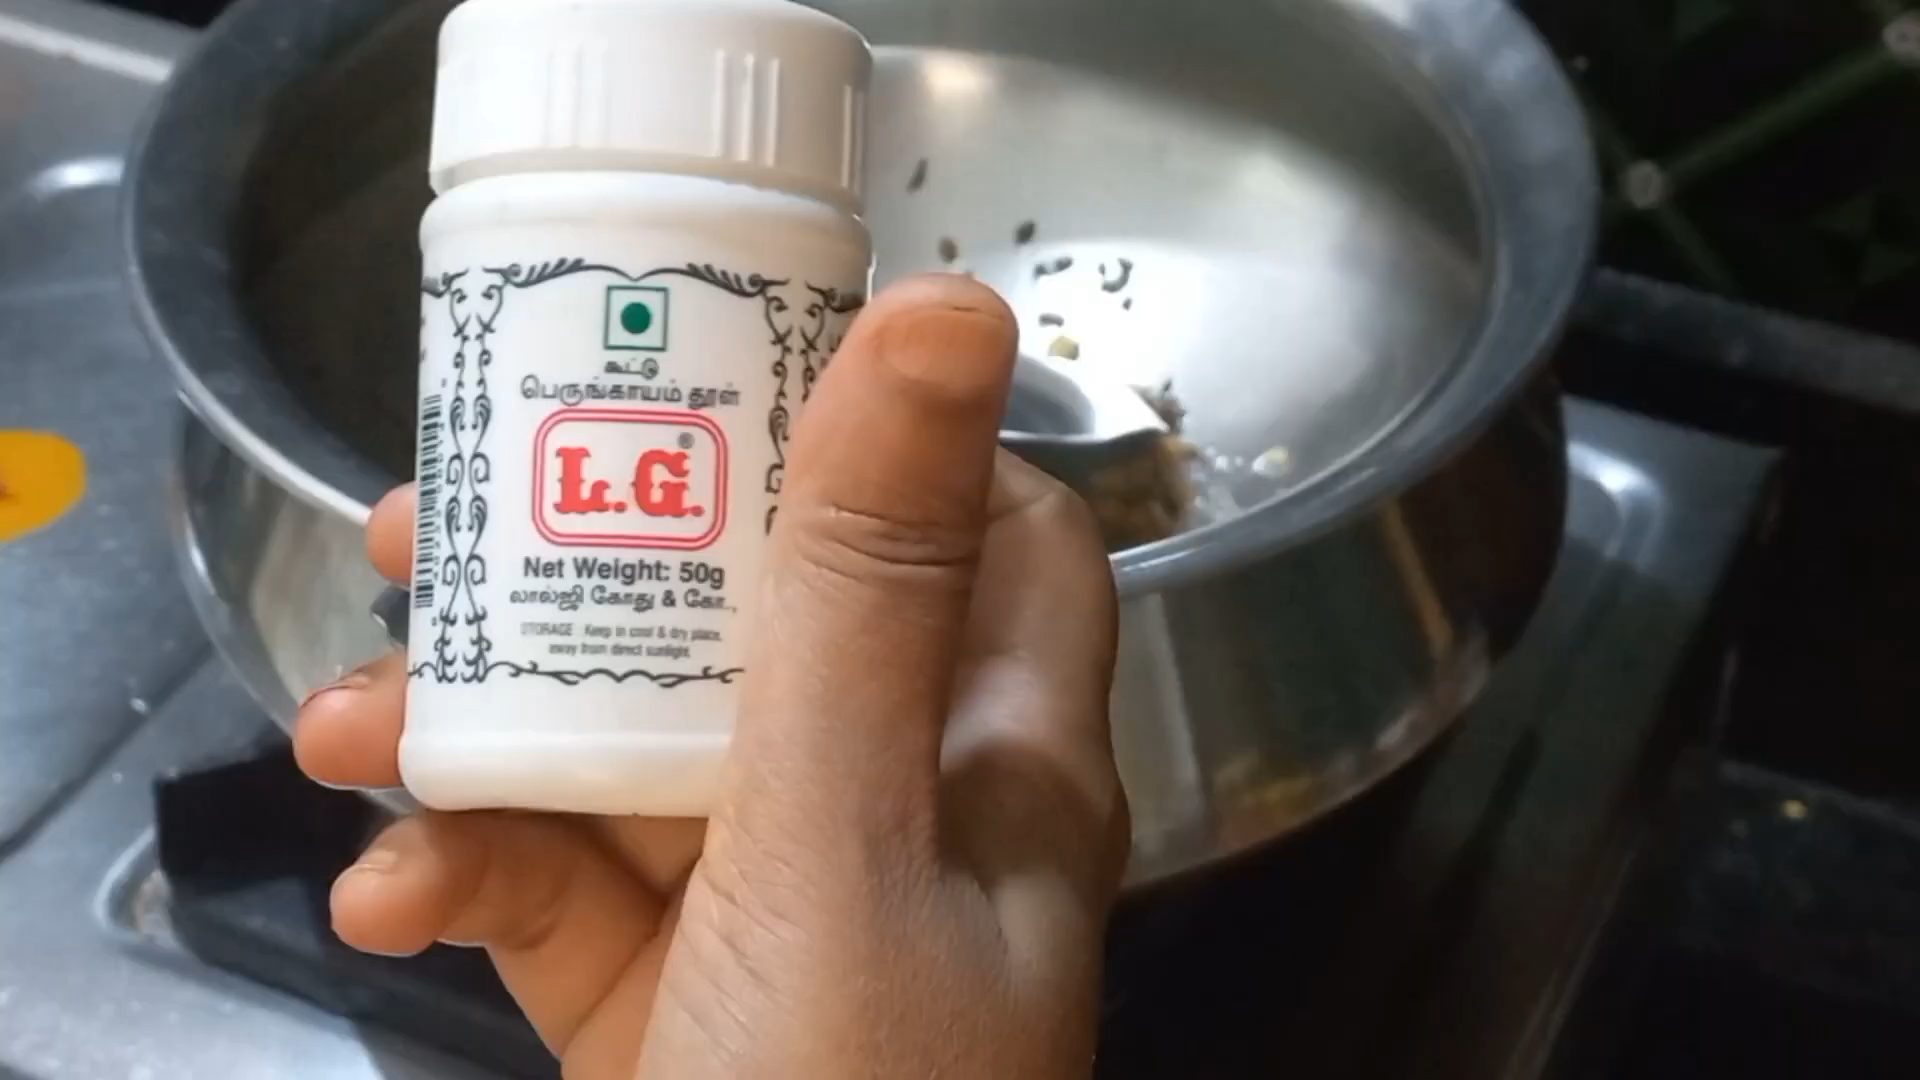 கூட்டு
பெருங்காயம் தூள்
L.G.®
Net Weight: 50g
லால்ஜி கோது & கோ.,
STORAGE : Keep in cool & dry place,
away from direct sunlight.